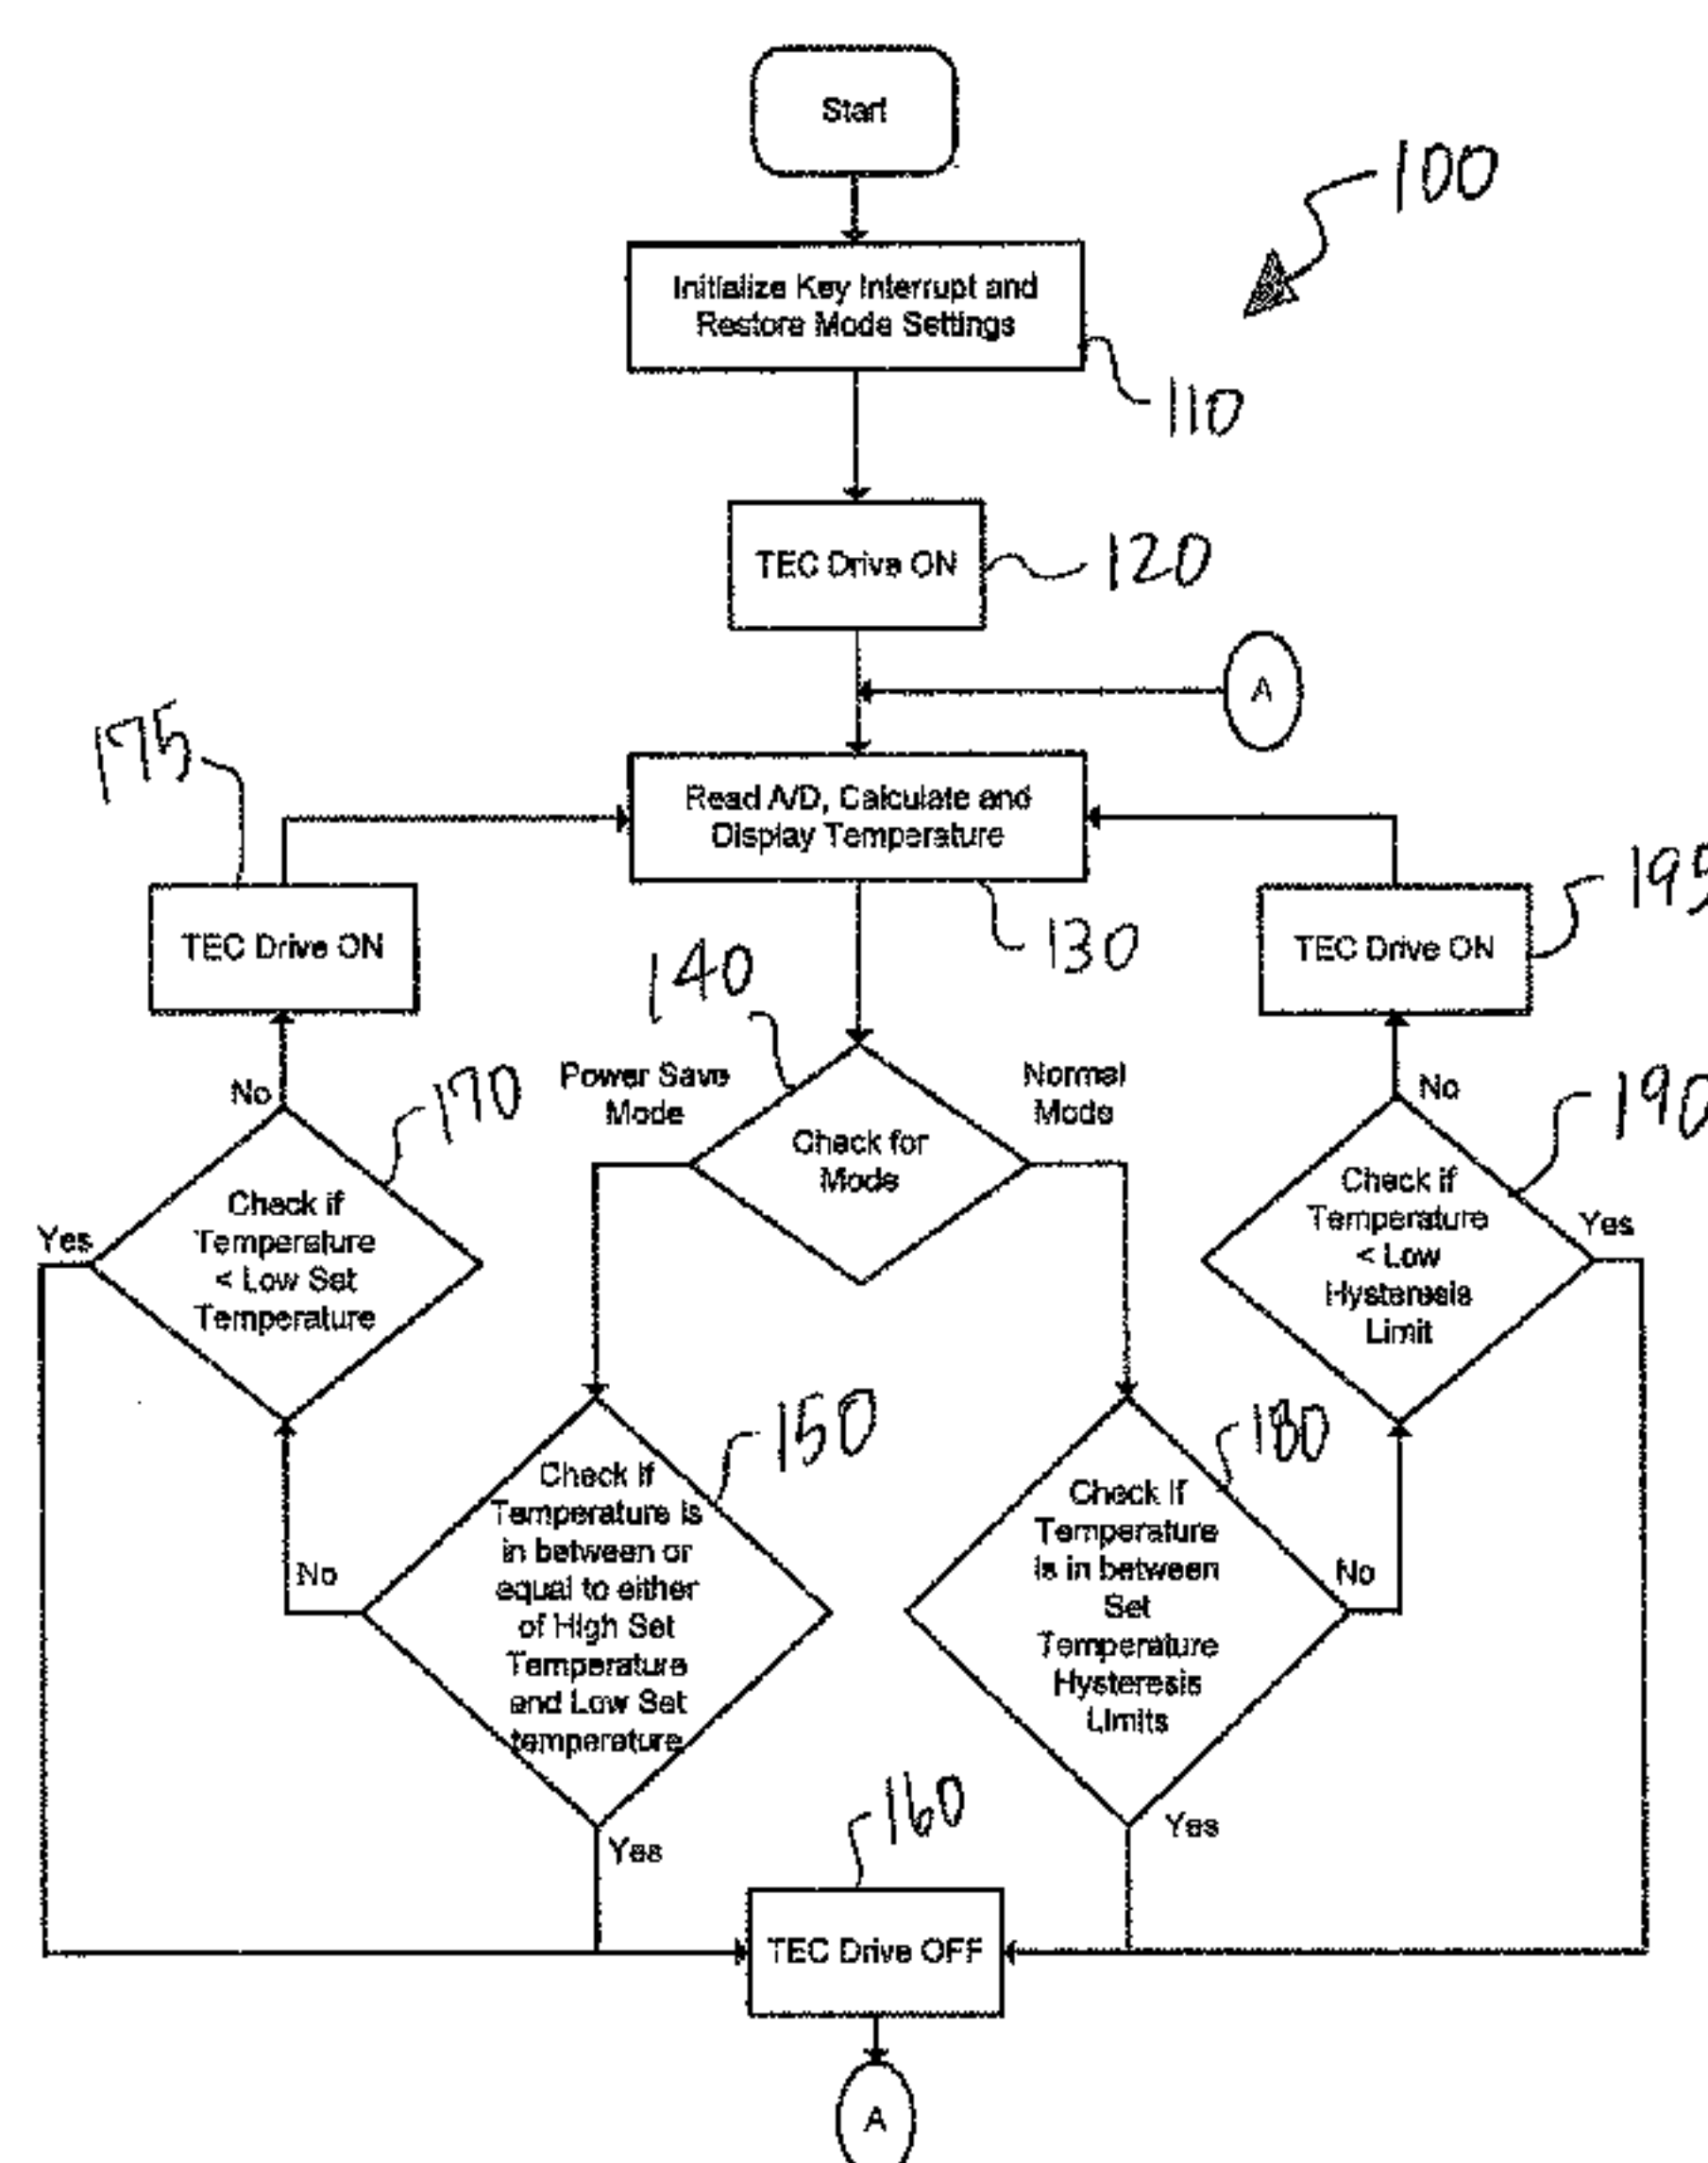 Start
100
Initialize Key Interrupt and
Restore Mode Settings
110
TEC Drive ON
120
A
175
Read A/D, Calculate and
Display Temperature
130
TEC Drive ON
TEC Drive ON
195
140
Power Save
Mode
Normal
Mode
Check for
Mode
No
170
Check if
Temperature
< Low Set
Temperature
Yes
No
190
Check if
Temperature
< Low
Hysteresis
Limit
Yes
150
Check if
Temperature is
in between or
equal to either
of High Set
Temperature
and Low Set
temperature
No
Yes
180
Check if
Temperature
is in between
Set
Temperature
Hysteresis
Limits
No
Yes
160
TEC Drive OFF
A